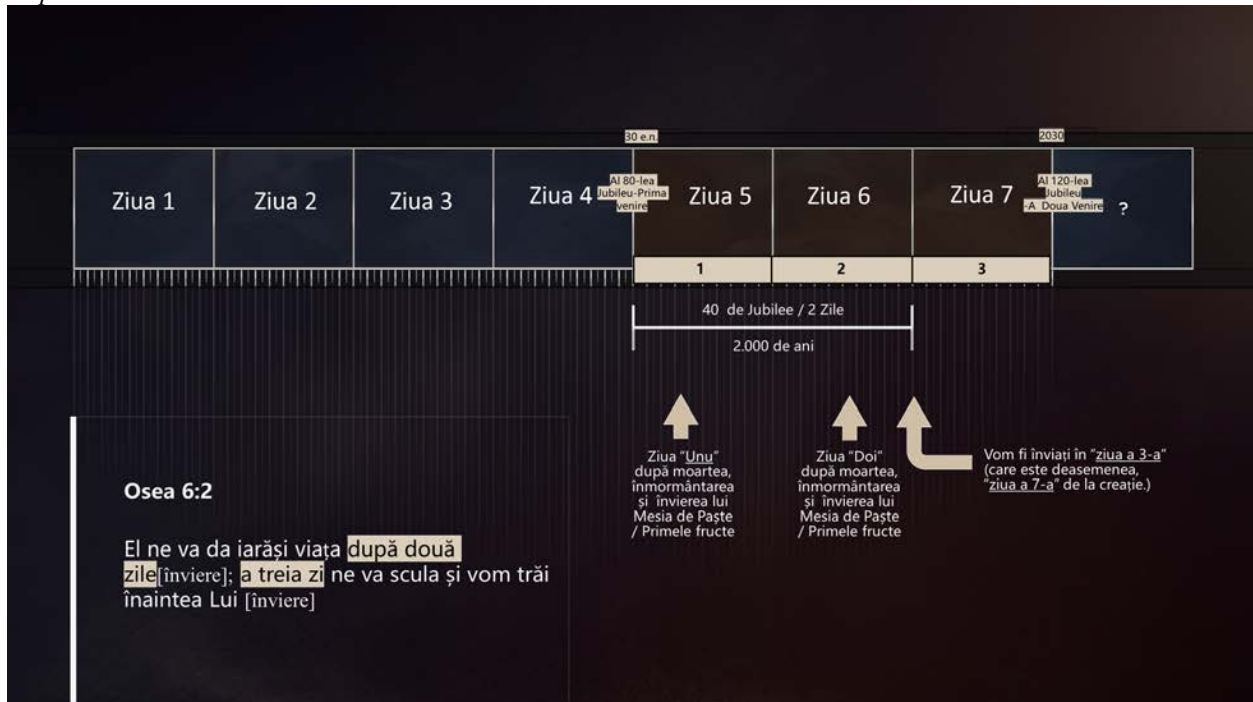 30 e.n.
2030
Ziua 1
Ziua 2
Ziua 3
Ziua 4
Al 80-lea
Jubileu-Prima
venire
Ziua 5
Ziua 6
Ziua 7
Al 120-lea
Jubileu
-A Doua Venire
?
1
2
3
40 de Jubilee / 2 Zile
2.000 de ani
Ziua "Unu"
după moartea,
înmormântarea
și învierea lui
Mesia de Paște
/ Primele fructe
Ziua "Doi"
după moartea,
înmormântarea
și învierea lui
Mesia de Paște
/ Primele fructe
Vom fi înviați în "ziua a 3-a"
(care este deasemenea,
"ziua a 7-a" de la creație.)
Osea 6:2
El ne va da iarăși viața după două
zile[înviere]; a treia zi ne va scula și vom trăi
înaintea Lui [înviere]